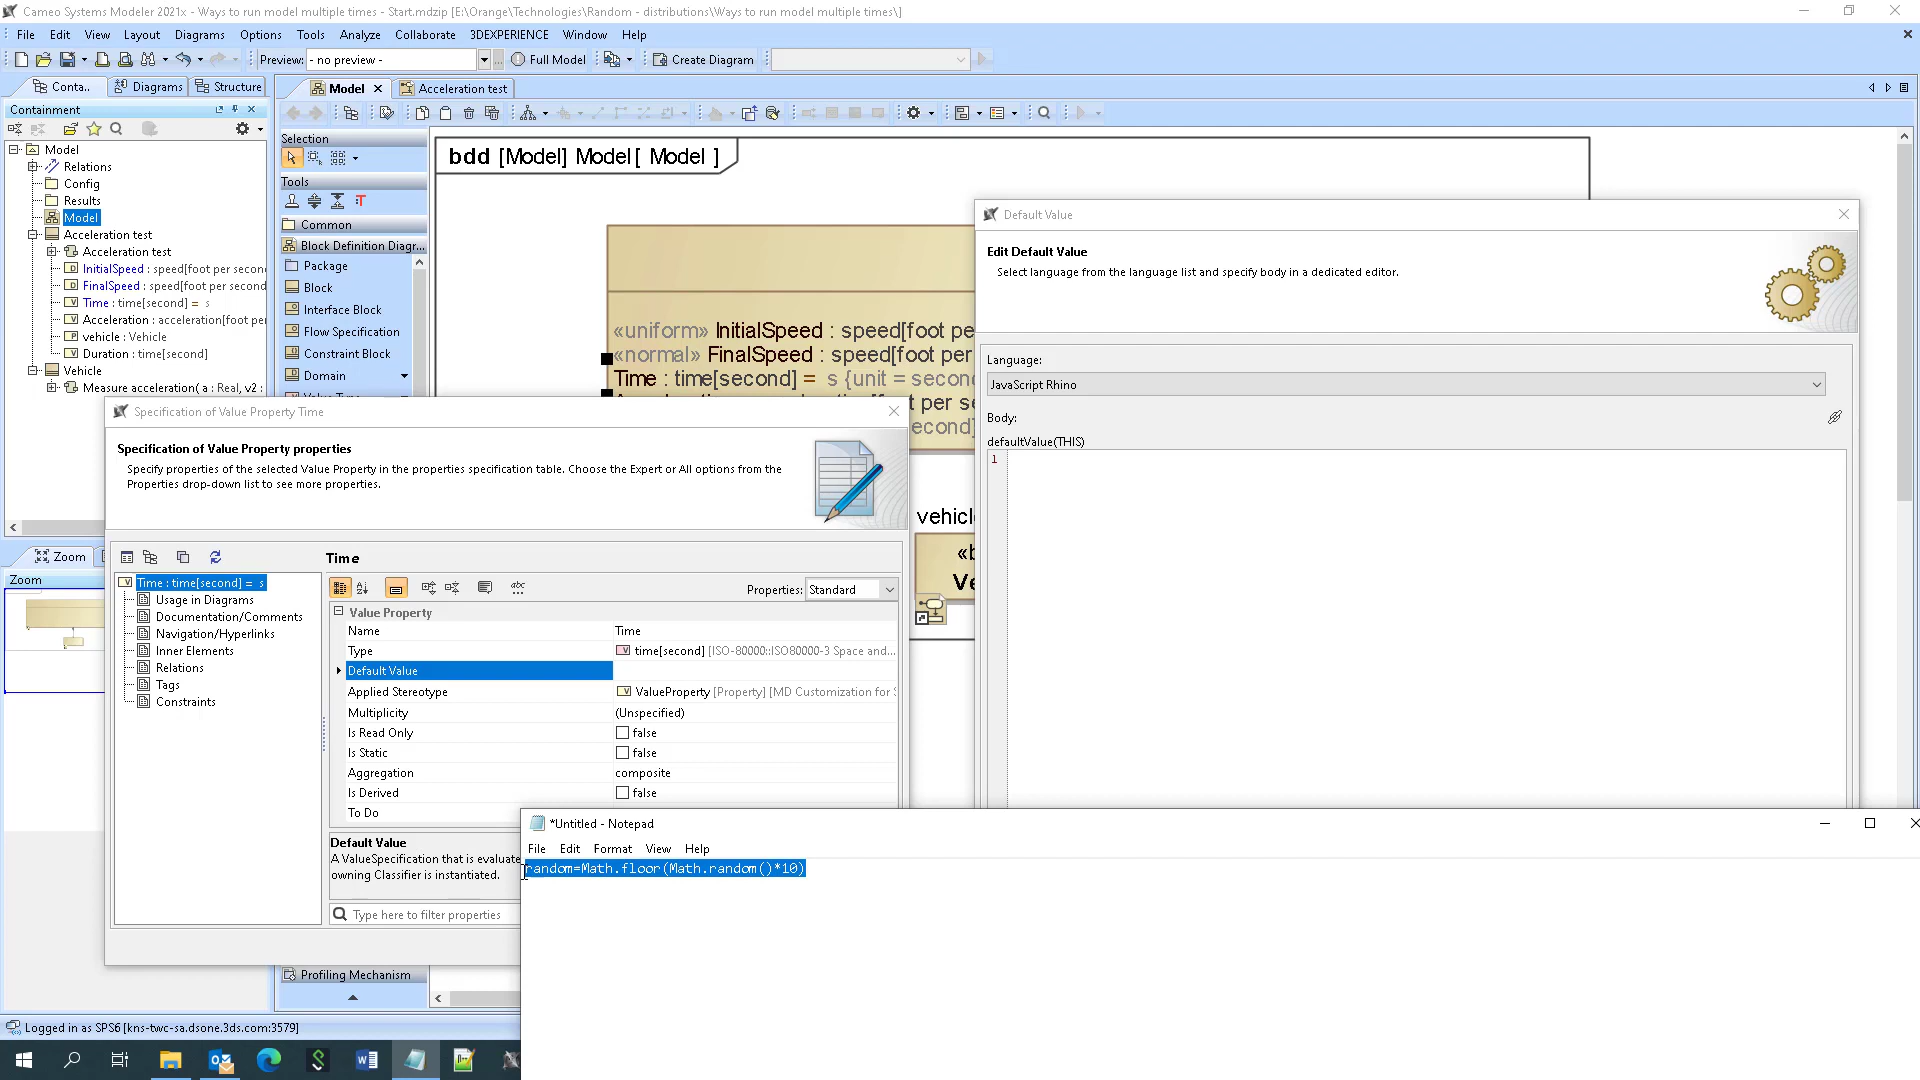 Cameo Systems Modeler 2021x - Ways to run model multiple times - Start.mdzip [E:\Orange\Technologies\Random - distributions\Ways to run model multiple times\]
File Edit View Layout Diagrams Options Tools Analyze Collaborate 3DEXPERIENCE Window Help
Preview: - no preview - ... Full Model Create Diagram
Conta.. Diagrams Structure
Model Acceleration test
Containment
Model
Relations
Config
Results
Model
Acceleration test
Acceleration test
InitialSpeed : speed[foot per secon
FinalSpeed : speed[foot per second
Time : time[second] = s
Acceleration : acceleration[foot per
vehicle : Vehicle
Duration : time[second]
Vehicle
Measure acceleration( a : Real, v2 :
Zoom
Zoom
Selection
Tools
Common
Block Definition Diagr...
Package
Block
Interface Block
Flow Specification
Constraint Block
Domain
Profiling Mechanism
bdd [Model] Model[ Model ]
«uniform» InitialSpeed : speed[foot pe
«normal» FinalSpeed : speed[foot per
Time : time[second] = s {unit = secon
vehicl
«b
Ve
Specification of Value Property Time
Specification of Value Property properties
Specify properties of the selected Value Property in the properties specification table. Choose the Expert or All options from the
Properties drop-down list to see more properties.
Time : time[second] = s
Usage in Diagrams
Documentation/Comments
Navigation/Hyperlinks
Inner Elements
Relations
Tags
Constraints
Time
Properties: Standard
Value Property
Name Time
Type time[second] [ISO-80000::ISO80000-3 Space and...
Default Value
Applied Stereotype ValueProperty [Property] [MD Customization for S
Multiplicity (Unspecified)
Is Read Only false
Is Static false
Aggregation composite
Is Derived false
To Do
Default Value
A ValueSpecification that is evaluate
owning Classifier is instantiated.
Type here to filter properties
Default Value
Edit Default Value
Select language from the language list and specify body in a dedicated editor.
Language:
JavaScript Rhino
Body:
defaultValue(THIS)
1
*Untitled - Notepad
File Edit Format View Help
random=Math.floor(Math.random()*10)
Logged in as SPS6 [kns-twc-sa.dsone.3ds.com:3579]